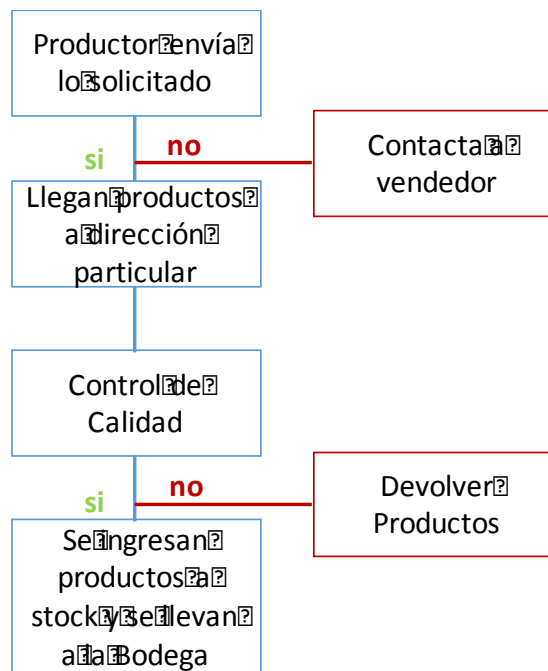 Productor envía
lo solicitado
si
no
Contacta a
vendedor
Llegan productos
a dirección
particular
Control de
Calidad
si
no
Devolver
Productos
Se ingresan
productos a
stock y se llevan
a la Bodega